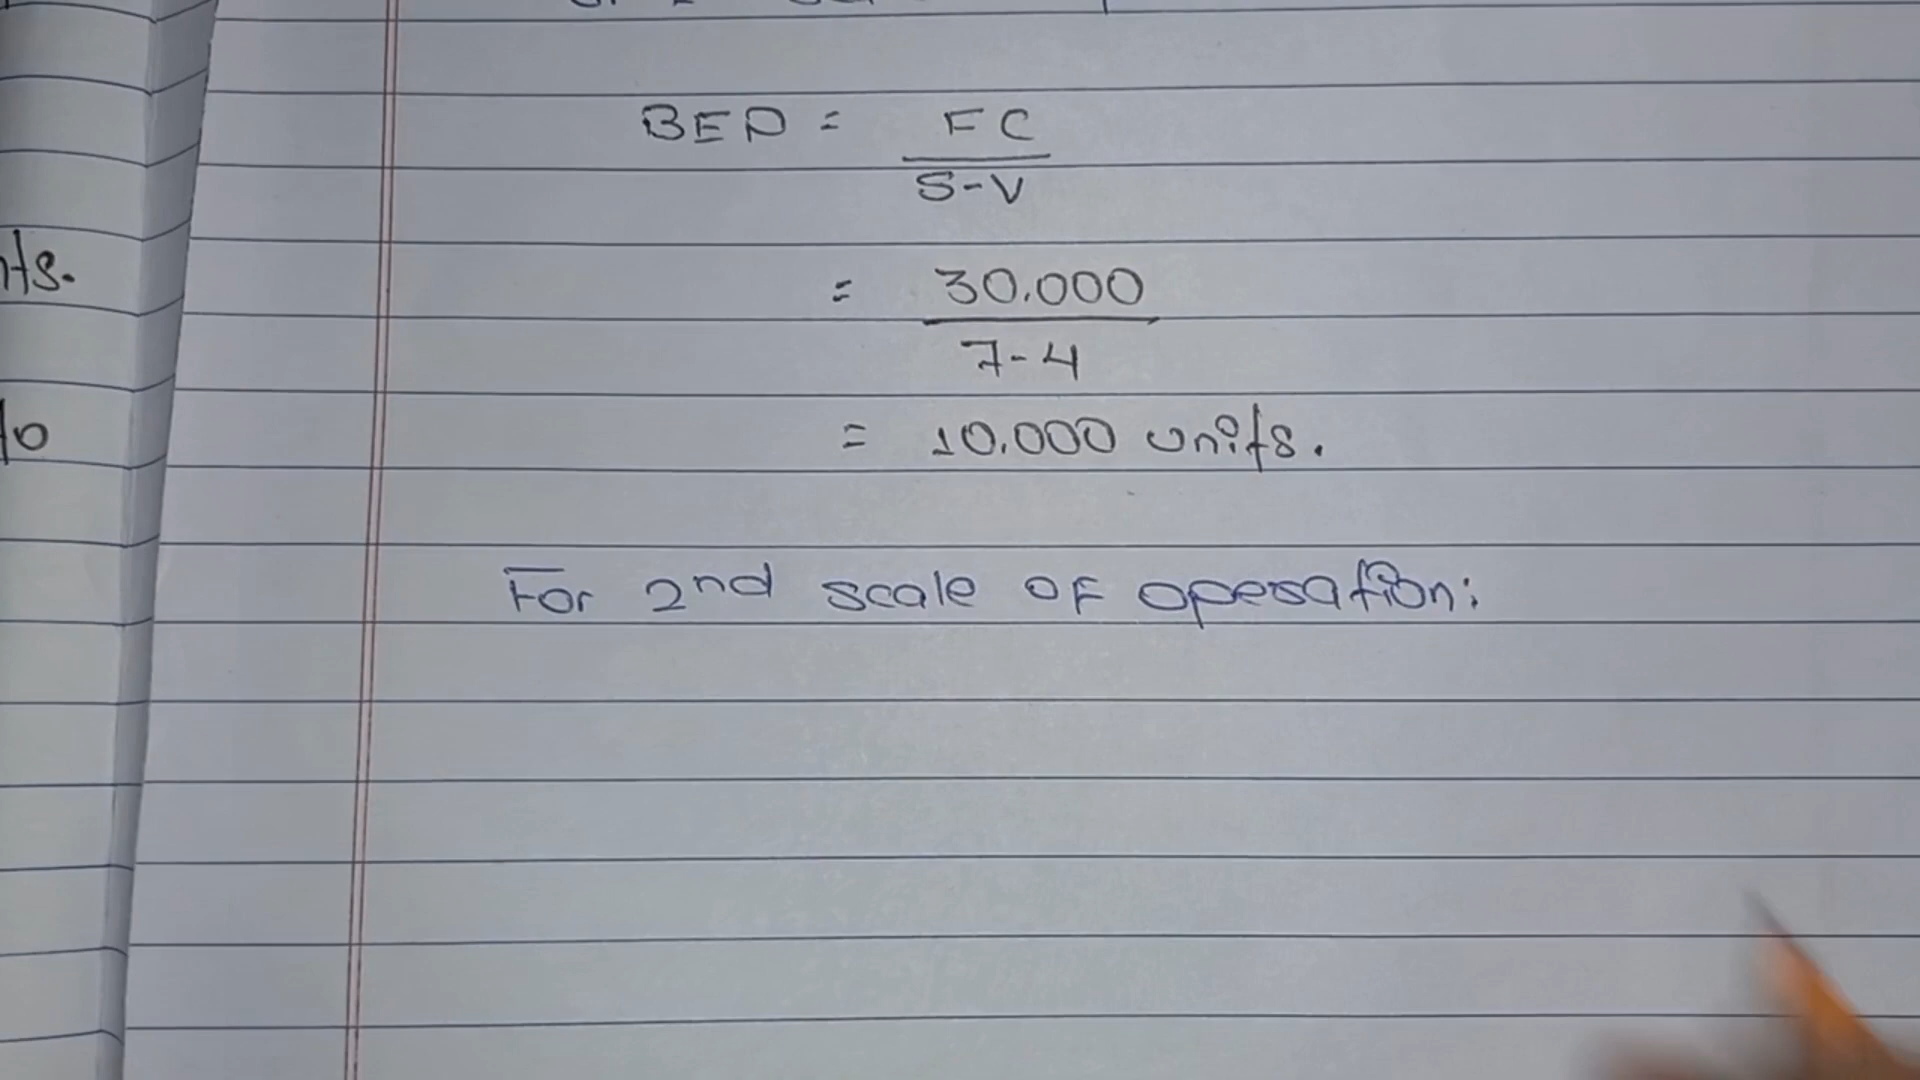 BEP = FC
S-V
= 30,000
7-4
= 10,000 units.
For 2nd scale of operation: